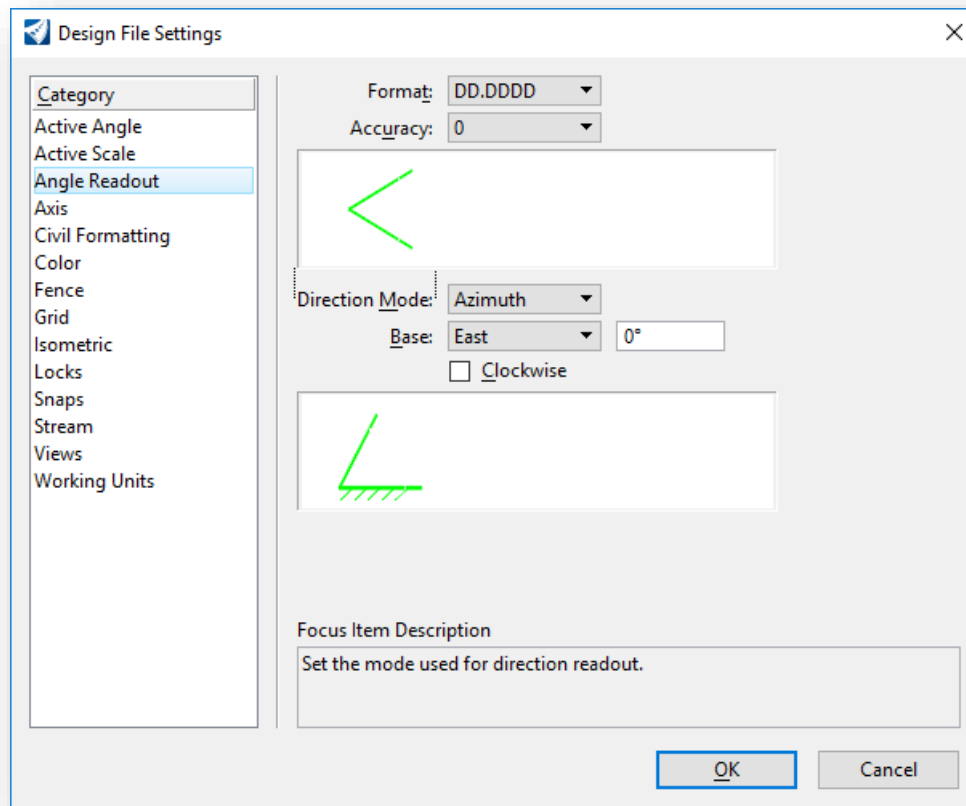 Design File Settings
Category
Active Angle
Active Scale
Angle Readout
Axis
Civil Formatting
Color
Fence
Grid
Isometric
Locks
Snaps
Stream
Views
Working Units
Format: DD.DDDD
Accuracy: 0
Direction Mode: Azimuth
Base: East 0°
Clockwise
Focus Item Description
Set the mode used for direction readout.
OK Cancel